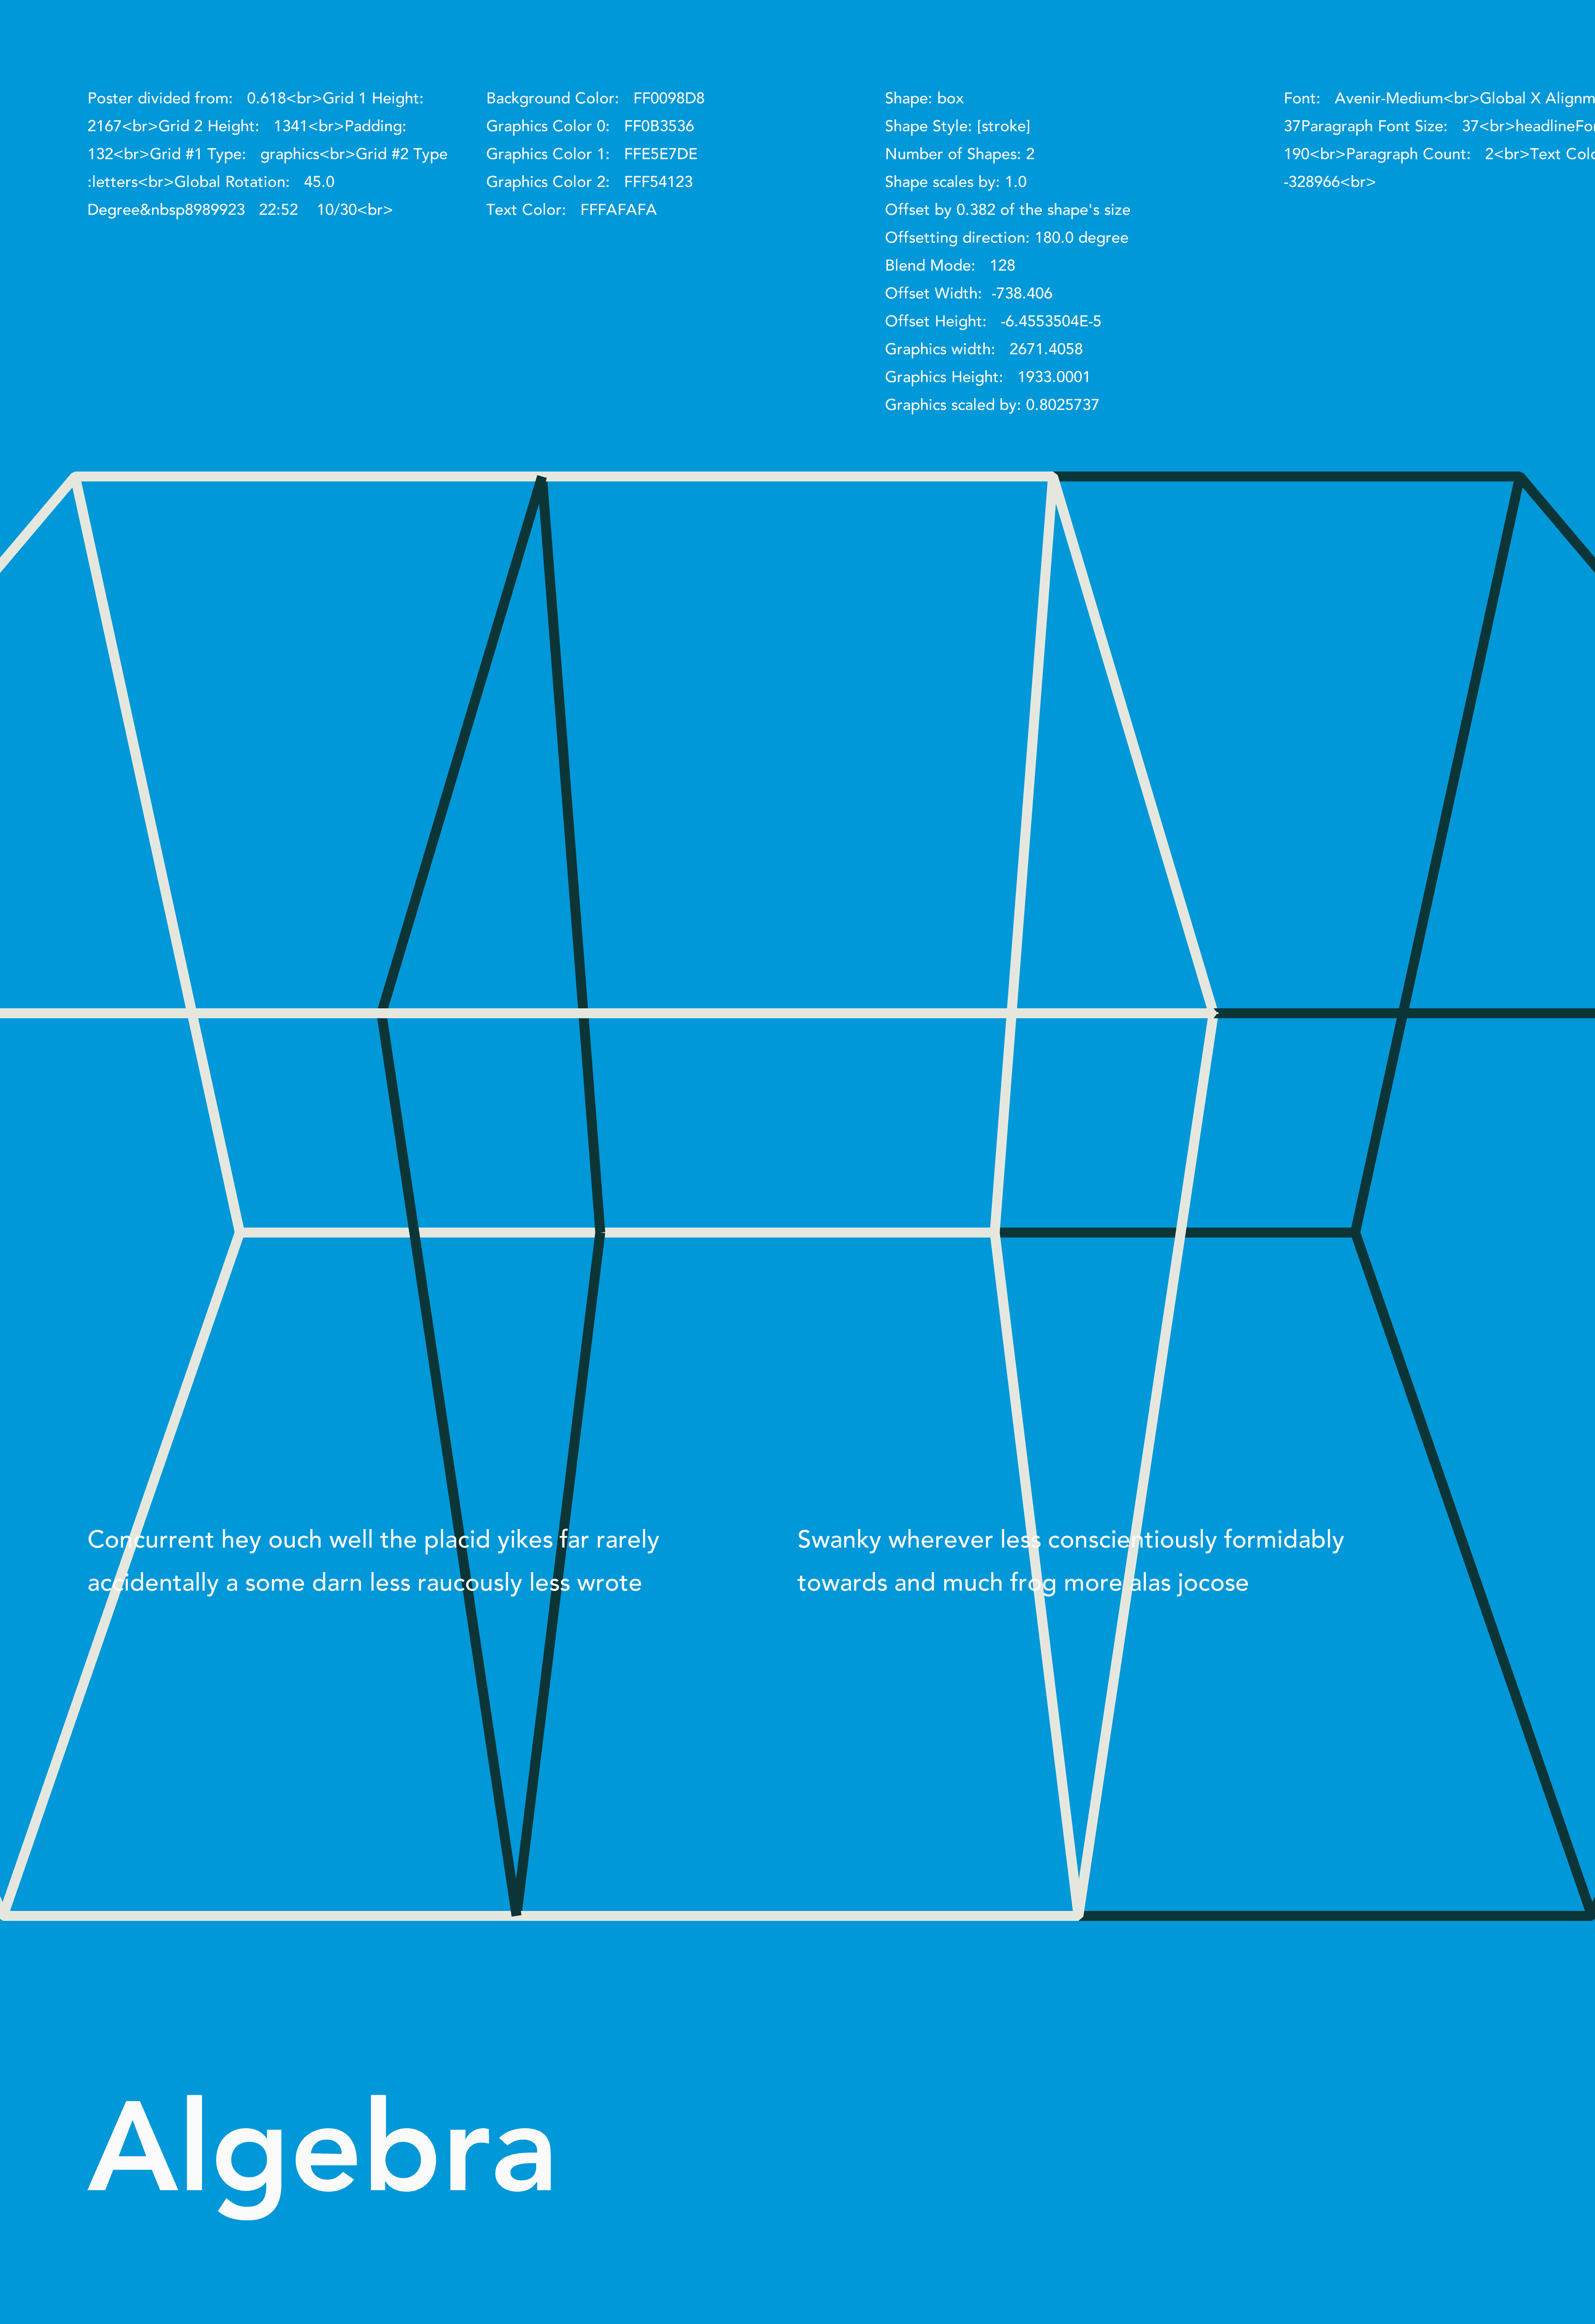 Poster divided from:   0.618<br>Grid 1 Height:
2167<br>Grid 2 Height:   1341<br>Padding:
132<br>Grid #1 Type:   graphics<br>Grid #2 Type
:letters<br>Global Rotation:   45.0
Degree&nbsp8989923   22:52    10/30<br>
Background Color:   FF0098D8
Graphics Color 0:   FF0B3536
Graphics Color 1:   FFE5E7DE
Graphics Color 2:   FFF54123
Text Color:   FFFAFAFA
Shape: box
Shape Style: [stroke]
Number of Shapes: 2
Shape scales by: 1.0
Offset by 0.382 of the shape's size
Offsetting direction: 180.0 degree
Blend Mode:   128
Offset Width:  -738.406
Offset Height:   -6.4553504E-5
Graphics width:   2671.4058
Graphics Height:   1933.0001
Graphics scaled by: 0.8025737
Font:   Avenir-Medium<br>Global X
37Paragraph Font Size:   37<br>
190<br>Paragraph Count:   2<br>Text
-328966<br>
Concurrent hey ouch well the placid yikes far rarely
accidentally a some darn less raucously less wrote
Swanky wherever less conscientiously formidably
towards and much frog more alas jocose
Algebra